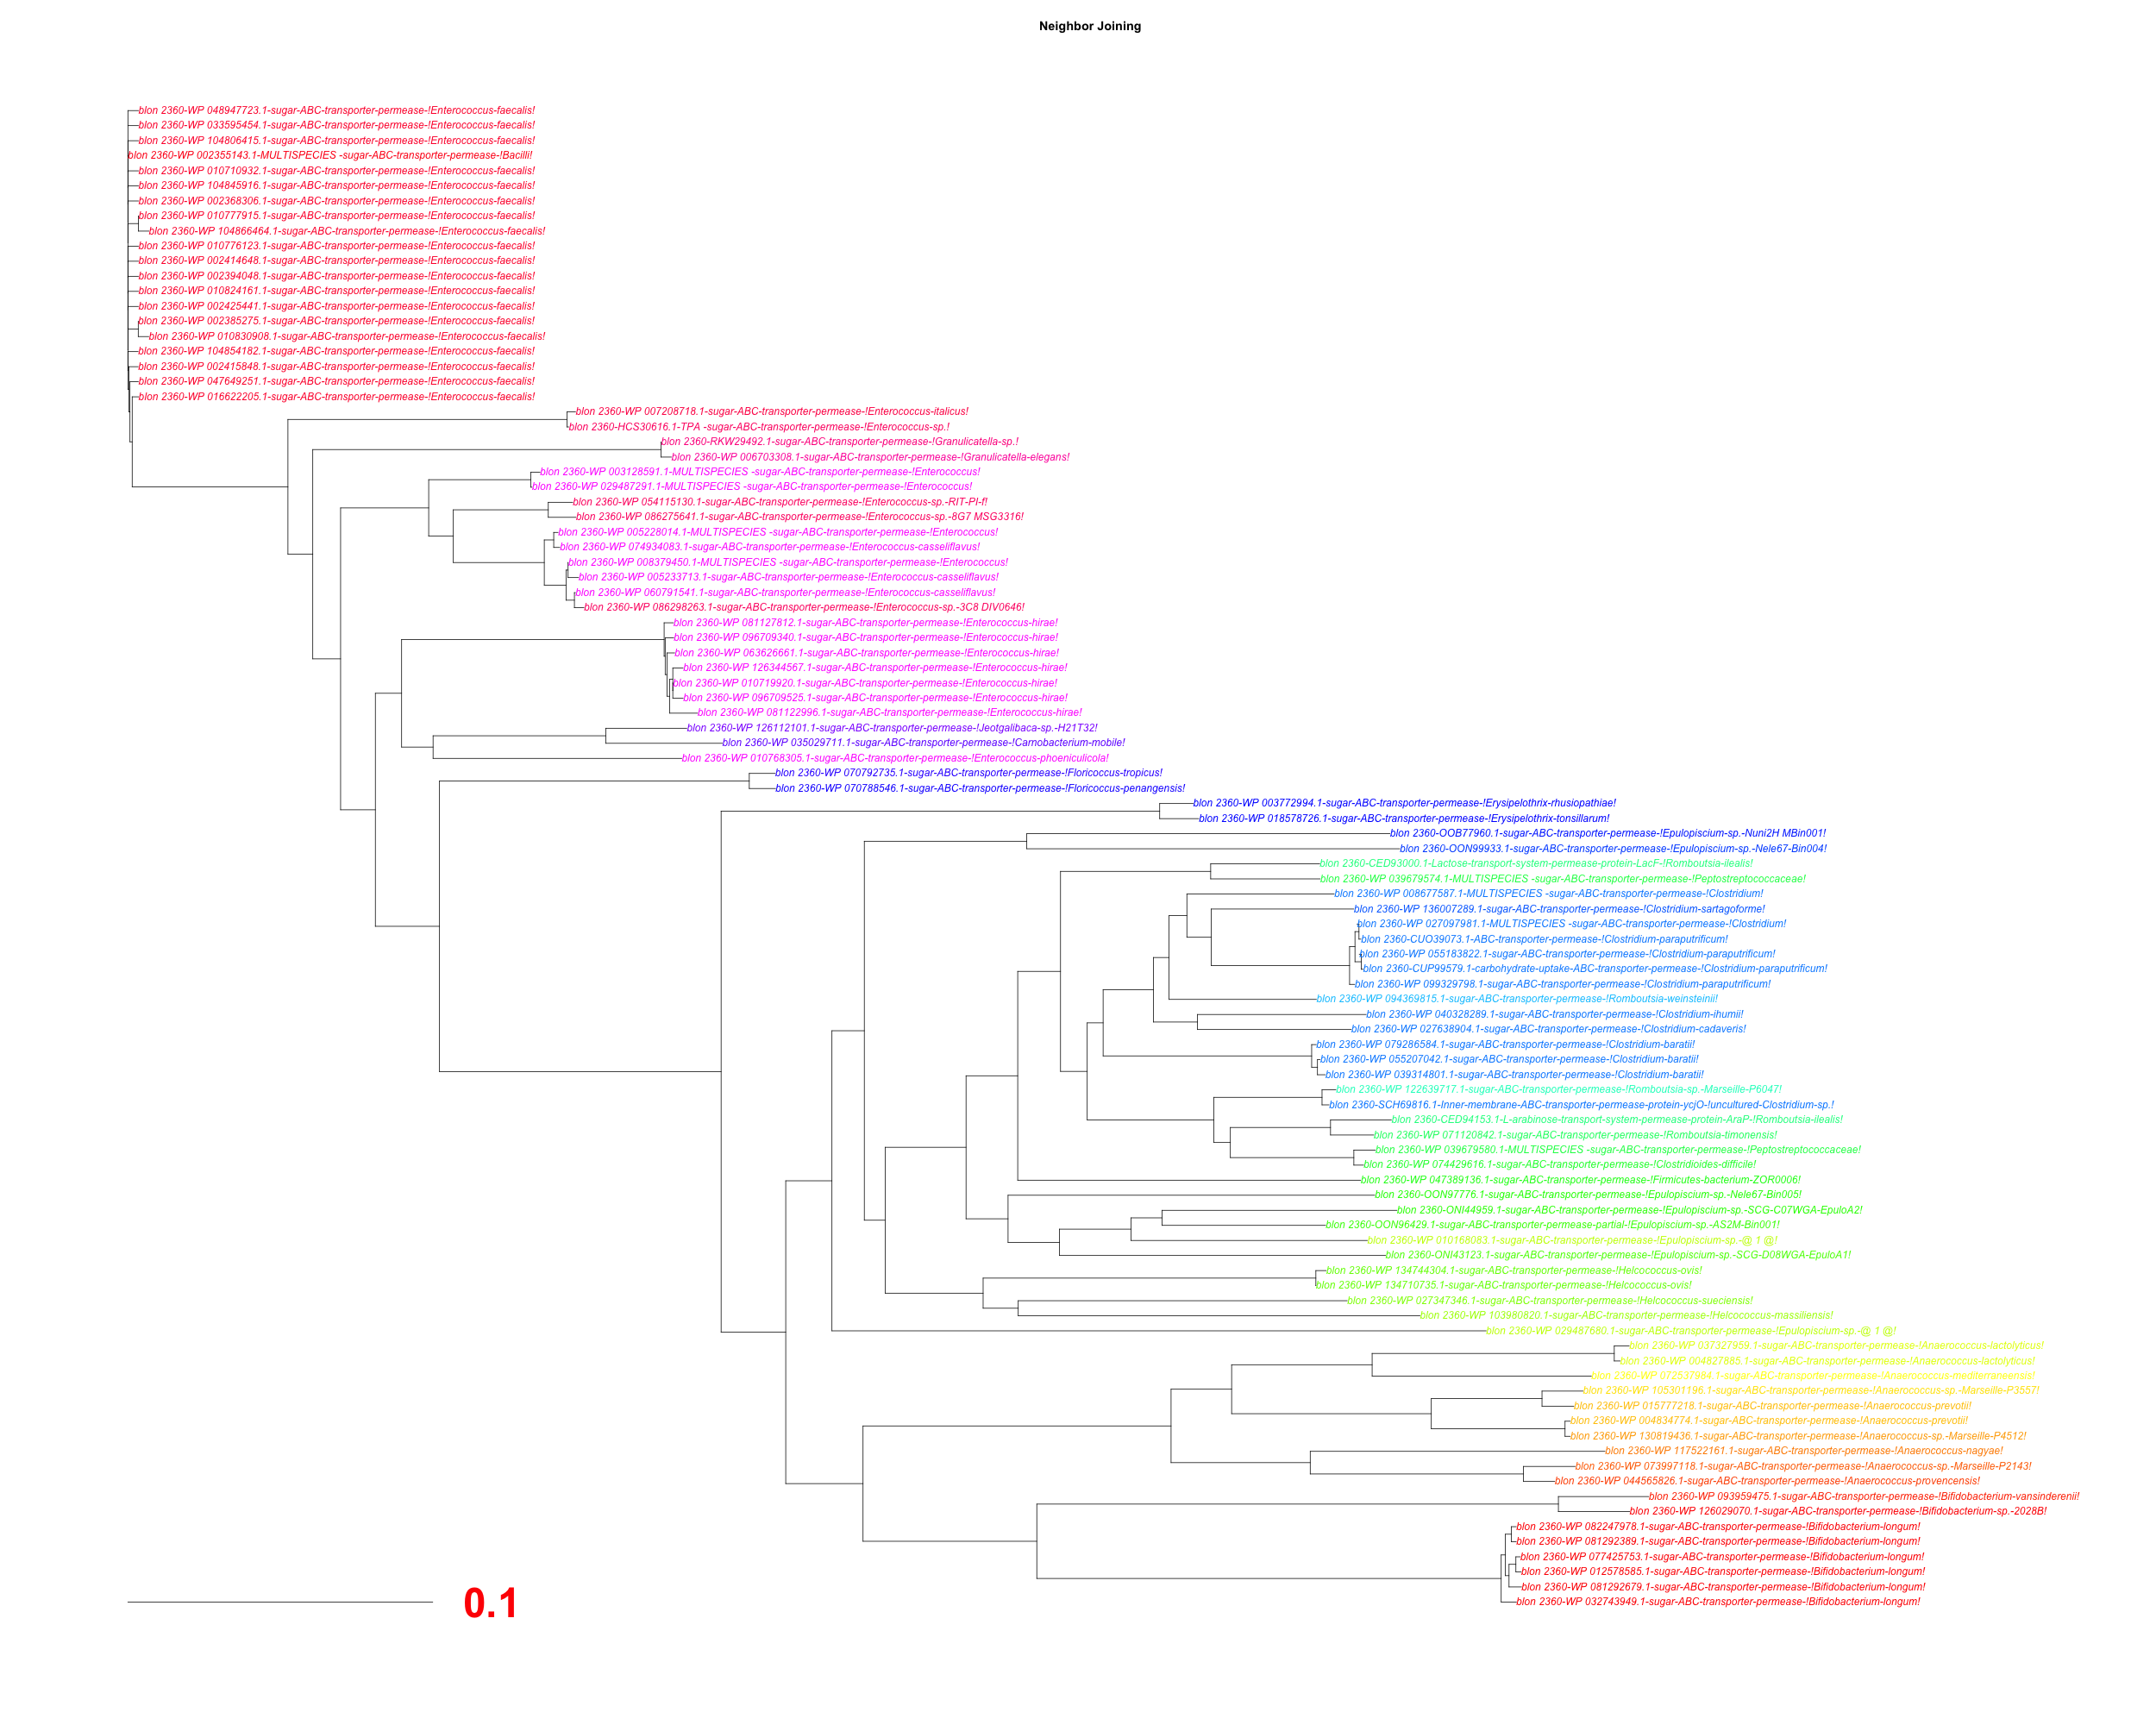 Neighbor Joining
blon 2360-WP 048947723.1-sugar-ABC-transporter-permease-!Enterococcus-faecalis!
blon 2360-WP 033595454.1-sugar-ABC-transporter-permease-!Enterococcus-faecalis!
blon 2360-WP 104806415.1-sugar-ABC-transporter-permease-!Enterococcus-faecalis!
blon 2360-WP 002355143.1-MULTISPECIES -sugar-ABC-transporter-permease-!Bacilli!
blon 2360-WP 010710932.1-sugar-ABC-transporter-permease-!Enterococcus-faecalis!
blon 2360-WP 104845916.1-sugar-ABC-transporter-permease-!Enterococcus-faecalis!
blon 2360-WP 002368306.1-sugar-ABC-transporter-permease-!Enterococcus-faecalis!
blon 2360-WP 010777915.1-sugar-ABC-transporter-permease-!Enterococcus-faecalis!
blon 2360-WP 104866464.1-sugar-ABC-transporter-permease-!Enterococcus-faecalis!
blon 2360-WP 010776123.1-sugar-ABC-transporter-permease-!Enterococcus-faecalis!
blon 2360-WP 002414648.1-sugar-ABC-transporter-permease-!Enterococcus-faecalis!
blon 2360-WP 002394048.1-sugar-ABC-transporter-permease-!Enterococcus-faecalis!
blon 2360-WP 010824161.1-sugar-ABC-transporter-permease-!Enterococcus-faecalis!
blon 2360-WP 002425441.1-sugar-ABC-transporter-permease-!Enterococcus-faecalis!
blon 2360-WP 002385275.1-sugar-ABC-transporter-permease-!Enterococcus-faecalis!
blon 2360-WP 010830908.1-sugar-ABC-transporter-permease-!Enterococcus-faecalis!
blon 2360-WP 104854182.1-sugar-ABC-transporter-permease-!Enterococcus-faecalis!
blon 2360-WP 002415848.1-sugar-ABC-transporter-permease-!Enterococcus-faecalis!
blon 2360-WP 047649251.1-sugar-ABC-transporter-permease-!Enterococcus-faecalis!
blon 2360-WP 016622205.1-sugar-ABC-transporter-permease-!Enterococcus-faecalis!
blon 2360-WP 007208718.1-sugar-ABC-transporter-permease-!Enterococcus-italicus!
blon 2360-HCS30616.1-TPA -sugar-ABC-transporter-permease-!Enterococcus-sp.!
blon 2360-RKW29492.1-sugar-ABC-transporter-permease-!Granulicatella-sp.!
blon 2360-WP 006703308.1-sugar-ABC-transporter-permease-!Granulicatella-elegans!
blon 2360-WP 003128591.1-MULTISPECIES -sugar-ABC-transporter-permease-!Enterococcus!
blon 2360-WP 029487291.1-MULTISPECIES -sugar-ABC-transporter-permease-!Enterococcus!
blon 2360-WP 054115130.1-sugar-ABC-transporter-permease-!Enterococcus-sp.-RIT-PI-f!
blon 2360-WP 086275641.1-sugar-ABC-transporter-permease-!Enterococcus-sp.-8G7 MSG3316!
blon 2360-WP 005228014.1-MULTISPECIES -sugar-ABC-transporter-permease-!Enterococcus!
blon 2360-WP 074934083.1-sugar-ABC-transporter-permease-!Enterococcus-casseliflavus!
blon 2360-WP 008379450.1-MULTISPECIES -sugar-ABC-transporter-permease-!Enterococcus!
blon 2360-WP 005233713.1-sugar-ABC-transporter-permease-!Enterococcus-casseliflavus!
blon 2360-WP 060791541.1-sugar-ABC-transporter-permease-!Enterococcus-casseliflavus!
blon 2360-WP 086298263.1-sugar-ABC-transporter-permease-!Enterococcus-sp.-3C8 DIV0646!
blon 2360-WP 081127812.1-sugar-ABC-transporter-permease-!Enterococcus-hirae!
blon 2360-WP 096709340.1-sugar-ABC-transporter-permease-!Enterococcus-hirae!
blon 2360-WP 063626661.1-sugar-ABC-transporter-permease-!Enterococcus-hirae!
blon 2360-WP 126344567.1-sugar-ABC-transporter-permease-!Enterococcus-hirae!
blon 2360-WP 010719920.1-sugar-ABC-transporter-permease-!Enterococcus-hirae!
blon 2360-WP 096709525.1-sugar-ABC-transporter-permease-!Enterococcus-hirae!
blon 2360-WP 081122996.1-sugar-ABC-transporter-permease-!Enterococcus-hirae!
blon 2360-WP 126112101.1-sugar-ABC-transporter-permease-!Jeotgalibaca-sp.-H21T32!
blon 2360-WP 035029711.1-sugar-ABC-transporter-permease-!Carnobacterium-mobile!
blon 2360-WP 010768305.1-sugar-ABC-transporter-permease-!Enterococcus-phoeniculicola!
blon 2360-WP 070792735.1-sugar-ABC-transporter-permease-!Floricoccus-tropicus!
blon 2360-WP 070788546.1-sugar-ABC-transporter-permease-!Floricoccus-penangensis!
blon 2360-WP 003772994.1-sugar-ABC-transporter-permease-!Erysipelothrix-rhusiopathiae!
blon 2360-WP 018578726.1-sugar-ABC-transporter-permease-!Erysipelothrix-tonsillarum!
blon 2360-OOB77960.1-sugar-ABC-transporter-permease-!Epulopiscium-sp.-Nuni2H MBin001!
blon 2360-OON99933.1-sugar-ABC-transporter-permease-!Epulopiscium-sp.-Nele67-Bin004!
blon 2360-CED93000.1-Lactose-transport-system-permease-protein-LacF-!Romboutsia-ilealis!
blon 2360-WP 039679574.1-MULTISPECIES -sugar-ABC-transporter-permease-!Peptostreptococcaceae!
blon 2360-WP 008677587.1-MULTISPECIES -sugar-ABC-transporter-permease-!Clostridium!
blon 2360-WP 136007289.1-sugar-ABC-transporter-permease-!Clostridium-sartagoforme!
blon 2360-WP 027097981.1-MULTISPECIES -sugar-ABC-transporter-permease-!Clostridium!
blon 2360-CUO39073.1-ABC-transporter-permease-!Clostridium-paraputrificum!
blon 2360-WP 055183822.1-sugar-ABC-transporter-permease-!Clostridium-paraputrificum!
blon 2360-CUP99579.1-carbohydrate-uptake-ABC-transporter-permease-!Clostridium-paraputrificum!
blon 2360-WP 099329798.1-sugar-ABC-transporter-permease-!Clostridium-paraputrificum!
blon 2360-WP 094369815.1-sugar-ABC-transporter-permease-!Romboutsia-weinsteinii!
blon 2360-WP 040328289.1-sugar-ABC-transporter-permease-!Clostridium-ihumii!
blon 2360-WP 027638904.1-sugar-ABC-transporter-permease-!Clostridium-cadaveris!
blon 2360-WP 079286584.1-sugar-ABC-transporter-permease-!Clostridium-baratii!
blon 2360-WP 055207042.1-sugar-ABC-transporter-permease-!Clostridium-baratii!
blon 2360-WP 039314801.1-sugar-ABC-transporter-permease-!Clostridium-baratii!
blon 2360-WP 122639717.1-sugar-ABC-transporter-permease-!Romboutsia-sp.-Marseille-P6047!
blon 2360-SCH69816.1-Inner-membrane-ABC-transporter-permease-protein-ycjO-!uncultured-Clostridium-sp.!
blon 2360-CED94153.1-L-arabinose-transport-system-permease-protein-AraP-!Romboutsia-ilealis!
blon 2360-WP 071120842.1-sugar-ABC-transporter-permease-!Romboutsia-timonensis!
blon 2360-WP 039679580.1-MULTISPECIES -sugar-ABC-transporter-permease-!Peptostreptococcaceae!
blon 2360-WP 074429616.1-sugar-ABC-transporter-permease-!Clostridioides-difficile!
blon 2360-WP 047389136.1-sugar-ABC-transporter-permease-!Firmicutes-bacterium-ZOR0006!
blon 2360-OON97776.1-sugar-ABC-transporter-permease-!Epulopiscium-sp.-Nele67-Bin005!
blon 2360-ONI44959.1-sugar-ABC-transporter-permease-!Epulopiscium-sp.-SCG-C07WGA-EpuloA2!
blon 2360-OON96429.1-sugar-ABC-transporter-permease-partial-!Epulopiscium-sp.-AS2M-Bin001!
blon 2360-WP 010168083.1-sugar-ABC-transporter-permease-!Epulopiscium-sp.-@ 1 @!
blon 2360-ONI43123.1-sugar-ABC-transporter-permease-!Epulopiscium-sp.-SCG-D08WGA-EpuloA1!
blon 2360-WP 134744304.1-sugar-ABC-transporter-permease-!Helcococcus-ovis!
blon 2360-WP 134710735.1-sugar-ABC-transporter-permease-!Helcococcus-ovis!
blon 2360-WP 027347346.1-sugar-ABC-transporter-permease-!Helcococcus-sueciensis!
blon 2360-WP 103980820.1-sugar-ABC-transporter-permease-!Helcococcus-massiliensis!
blon 2360-WP 029487680.1-sugar-ABC-transporter-permease-!Epulopiscium-sp.-@ 1 @!
blon 2360-WP 037327959.1-sugar-ABC-transporter-permease-!Anaerococcus-lactolyticus!
blon 2360-WP 004827885.1-sugar-ABC-transporter-permease-!Anaerococcus-lactolyticus!
blon 2360-WP 072537984.1-sugar-ABC-transporter-permease-!Anaerococcus-mediterraneensis!
blon 2360-WP 105301196.1-sugar-ABC-transporter-permease-!Anaerococcus-sp.-Marseille-P3557!
blon 2360-WP 015777218.1-sugar-ABC-transporter-permease-!Anaerococcus-prevotii!
blon 2360-WP 004834774.1-sugar-ABC-transporter-permease-!Anaerococcus-prevotii!
blon 2360-WP 130819436.1-sugar-ABC-transporter-permease-!Anaerococcus-sp.-Marseille-P4512!
blon 2360-WP 117522161.1-sugar-ABC-transporter-permease-!Anaerococcus-nagyae!
blon 2360-WP 073997118.1-sugar-ABC-transporter-permease-!Anaerococcus-sp.-Marseille-P2143!
blon 2360-WP 044565826.1-sugar-ABC-transporter-permease-!Anaerococcus-provencensis!
blon 2360-WP 093959475.1-sugar-ABC-transporter-permease-!Bifidobacterium-vansinderenii!
blon 2360-WP 126029070.1-sugar-ABC-transporter-permease-!Bifidobacterium-sp.-2028B!
blon 2360-WP 082247978.1-sugar-ABC-transporter-permease-!Bifidobacterium-longum!
blon 2360-WP 081292389.1-sugar-ABC-transporter-permease-!Bifidobacterium-longum!
blon 2360-WP 077425753.1-sugar-ABC-transporter-permease-!Bifidobacterium-longum!
blon 2360-WP 012578585.1-sugar-ABC-transporter-permease-!Bifidobacterium-longum!
blon 2360-WP 081292679.1-sugar-ABC-transporter-permease-!Bifidobacterium-longum!
blon 2360-WP 032743949.1-sugar-ABC-transporter-permease-!Bifidobacterium-longum!
0.1